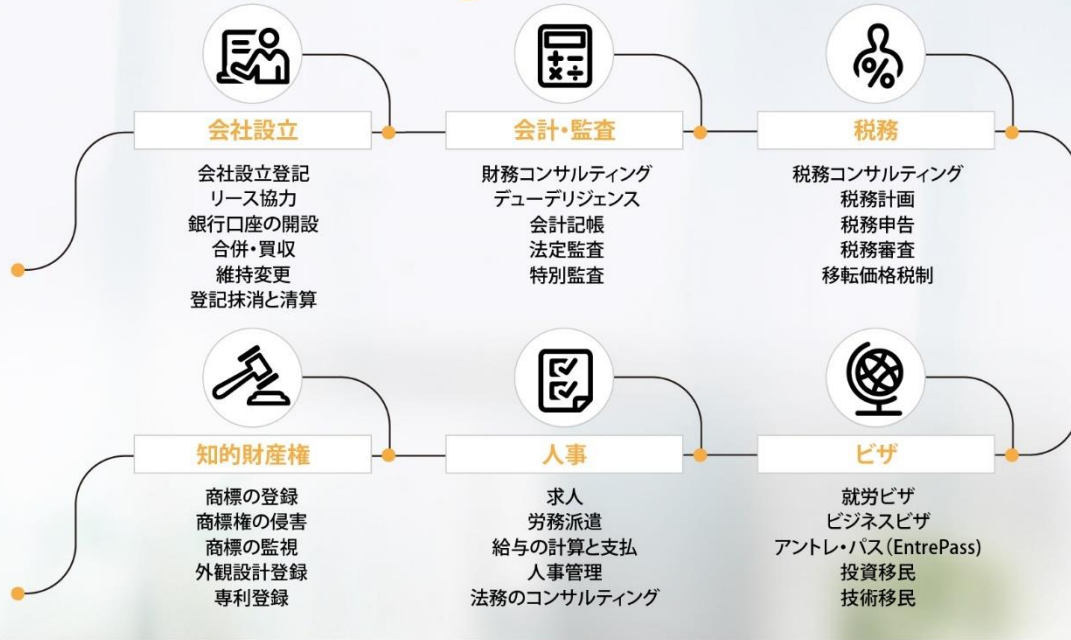 会社設立
会社設立登記
リース協力
銀行口座の開設
合併・買収
維持変更
登記抹消と清算
会計・監査
財務コンサルティング
デューデリジェンス
会計記帳
法定監査
特別監査
税務
税務コンサルティング
税務計画
税務申告
税務審査
移転価格税制
知的財産権
商標の登録
商標権の侵害
商標の監視
外観設計登録
専利登録
人事
求人
労務派遣
給与の計算と支払
人事管理
法務のコンサルティング
ビザ
就労ビザ
ビジネスビザ
アントレ・パス（EntrePass)
投資移民
技術移民